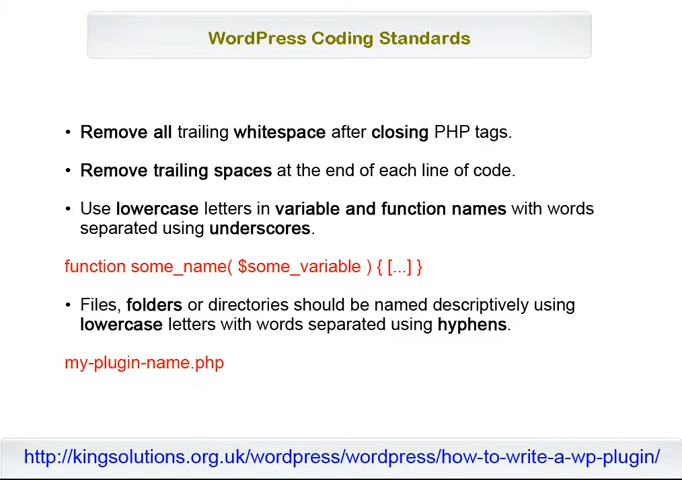 WordPress Coding Standards
• Remove all trailing whitespace after closing PHP tags.
• Remove trailing spaces at the end of each line of code.
• Use lowercase letters in variable and function names with words
separated using underscores.
function some_name( $some_variable ) { [...] }
• Files, folders or directories should be named descriptively using
lowercase letters with words separated using hyphens.
my-plugin-name.php
http://kingsolutions.org.uk/wordpress/wordpress/how-to-write-a-wp-plugin/